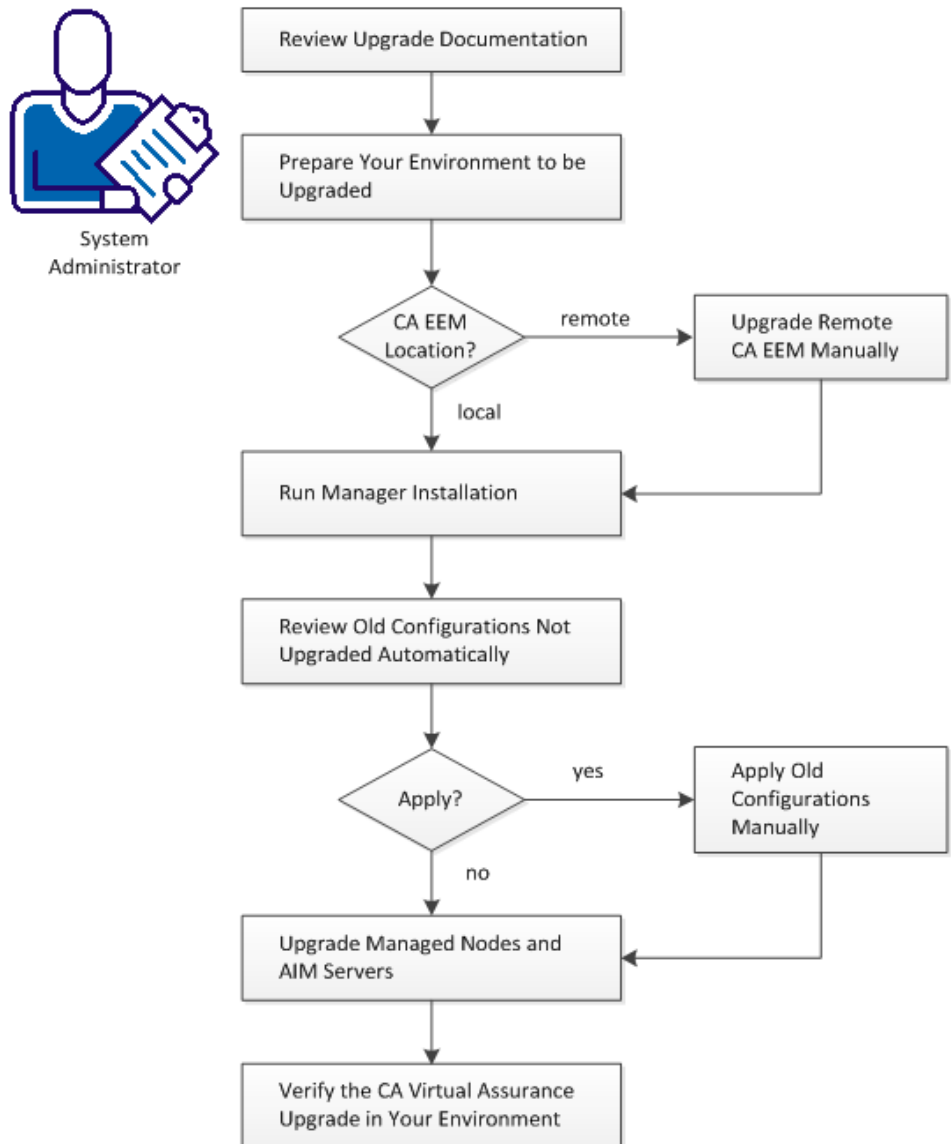 Review Upgrade Documentation
System
Administrator
Prepare Your Environment to be
Upgraded
CA EEM
Location?
remote
Upgrade Remote
CA EEM Manually
local
Run Manager Installation
Review Old Configurations Not
Upgraded Automatically
Apply?
yes
Apply Old
Configurations
Manually
no
Upgrade Managed Nodes and
AIM Servers
Verify the CA Virtual Assurance
Upgrade in Your Environment